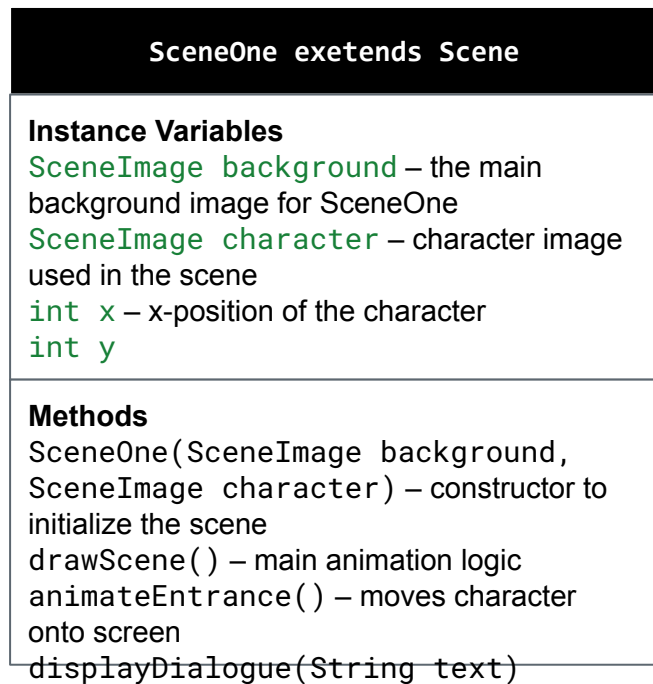 SceneOne exetends Scene
Instance Variables
SceneImage background – the main
background image for SceneOne
SceneImage character – character image
used in the scene
int x – x-position of the character
int y
Methods
SceneOne(SceneImage background,
SceneImage character) – constructor to
initialize the scene
drawScene() – main animation logic
animateEntrance() – moves character
onto screen
displayDialogue(String text)